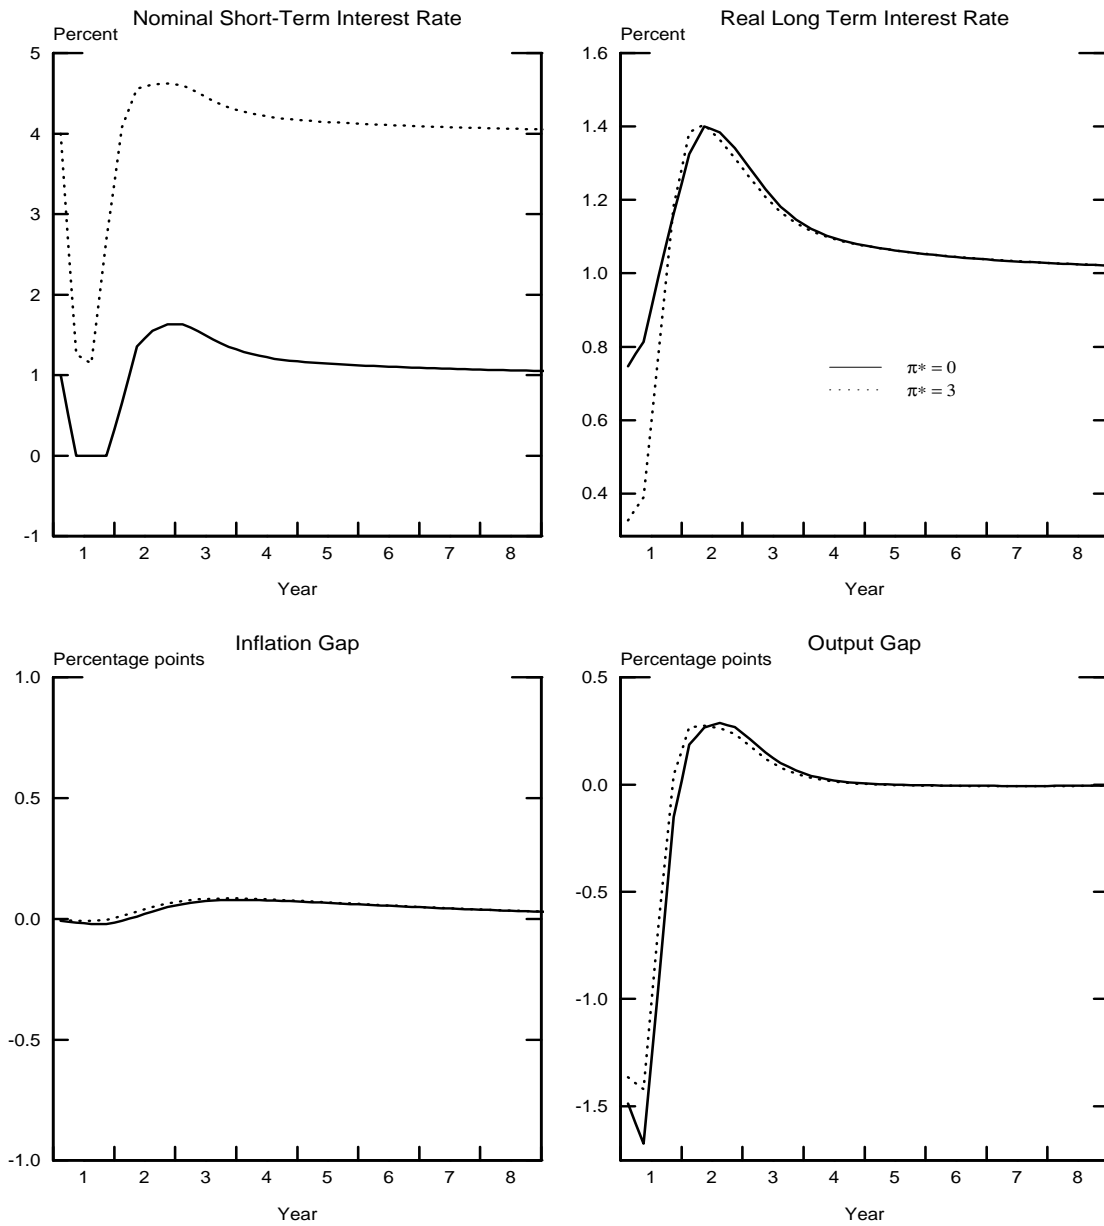 Nominal Short-Term Interest Rate
Percent
5
4
3
2
1
0
-1
1 2 3 4 5 6 7 8
Year
Real Long Term Interest Rate
Percent
1.6
1.4
1.2
1.0
0.8
0.6
0.4
π* = 0
π* = 3
1 2 3 4 5 6 7 8
Year
Inflation Gap
Percentage points
1.0
0.5
0.0
-0.5
-1.0
1 2 3 4 5 6 7 8
Year
Output Gap
Percentage points
0.5
0.0
-0.5
-1.0
-1.5
1 2 3 4 5 6 7 8
Year